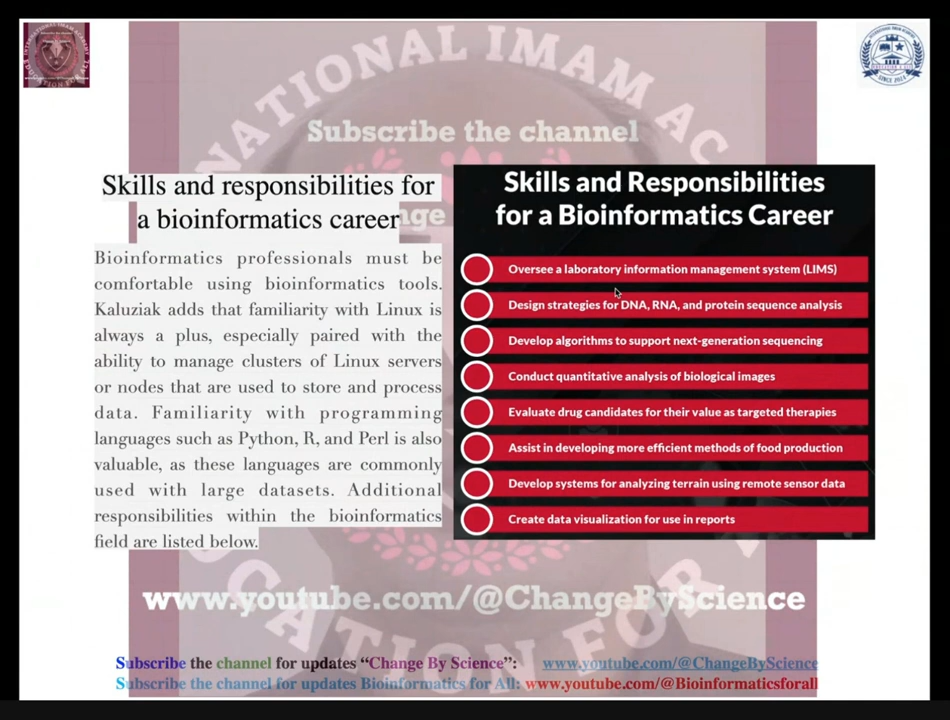 NATIONAL IMAM AC
Subscribe the channel
Skills and responsibilities for
a bioinformatics career
Bioinformatics professionals must be
comfortable using bioinformatics tools.
Kaluziak adds that familiarity with Linux is
always a plus, especially paired with the
ability to manage clusters of Linux servers
or nodes that are used to store and process
data. Familiarity with programming
languages such as Python, R, and Perl is also
valuable, as these languages are commonly
used with large datasets. Additional
responsibilities within the bioinformatics
field are listed below.
Skills and Responsibilities
for a Bioinformatics Career
Oversee a laboratory information management system (LIMS)
Design strategies for DNA, RNA, and protein sequence analysis
Develop algorithms to support next-generation sequencing
Conduct quantitative analysis of biological images
Evaluate drug candidates for their value as targeted therapies
Assist in developing more efficient methods of food production
Develop systems for analyzing terrain using remote sensor data
Create data visualization for use in reports
www.youtube.com/@ChangeByScience
Subscribe the channel for updates “Change By Science”: www.youtube.com/@ChangeByScience
Subscribe the channel for updates Bioinformatics for All: www.youtube.com/@Bioinformaticsforall